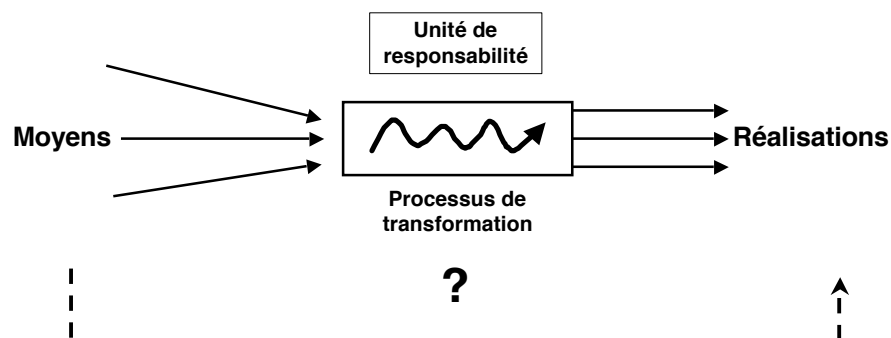 Unité de
responsabilité
Moyens
Réalisations
Processus de
transformation
?